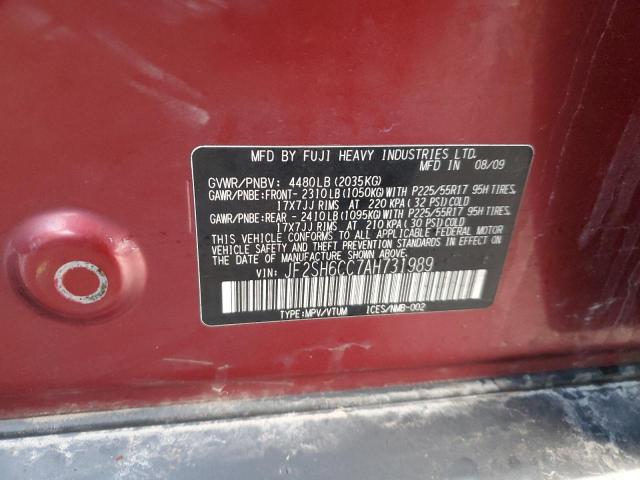 MFD BY FUJI HEAVY INDUSTRIES LTD.
MFD IN 08/09
GVWR/PNBV: 4480LB(2035KG)
GAWR/PNBE:FRONT-2310LB(1050KG)WITH P225/55R17 95H TIRES,
17X7JJ RIMS AT 220 KPA(32 PSI)COLD
GAWR/PNBE:REAR -2410LB(1095KG)WITH P225/55R17 95H TIRES,
17X7JJ RIMS AT 210 KPA(30 PSI)COLD
THIS VEHICLE CONFORMS TO ALL APPLICABLE FEDERAL MOTOR
VEHICLE SAFETY AND THEFT PREVENTION STANDARDS IN EFFECT ON
THE DATE OF MANUFACTURE SHOWN ABOVE.
VIN: JF2SH6CC7AH731989
TYPE:MPV/VTUM ICES/NMB-002